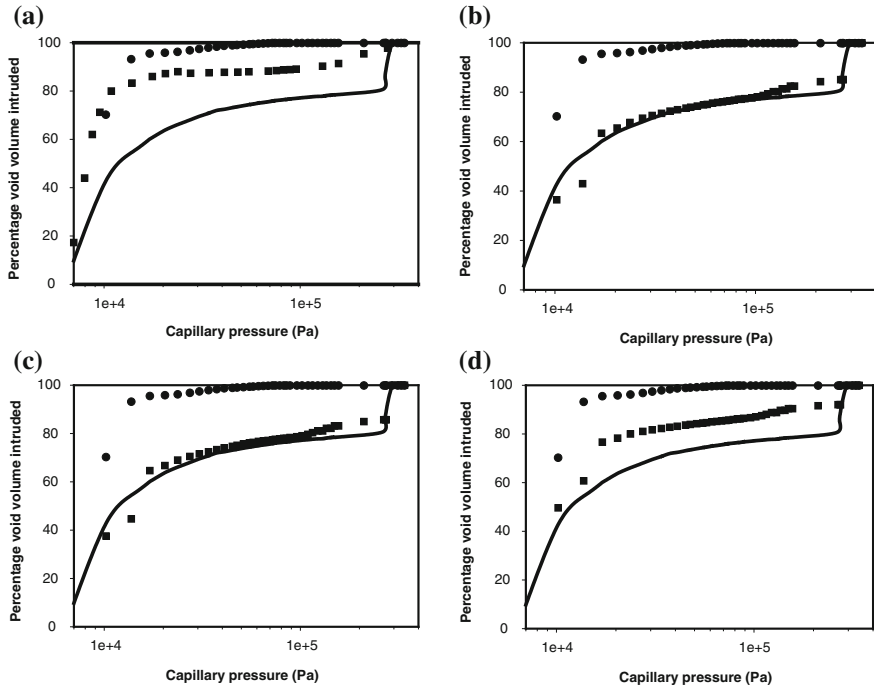 (a)
Percentage void volume intruded
100
80
60
40
20
0
1e+4
1e+5
Capillary pressure (Pa)
(b)
Percentage void volume intruded
100
80
60
40
20
0
1e+4
1e+5
Capillary pressure (Pa)
(c)
Percentage void volume intruded
100
80
60
40
20
0
1e+4
1e+5
Capillary pressure (Pa)
(d)
Percentage void volume intruded
100
80
60
40
20
0
1e+4
1e+5
Capillary pressure (Pa)